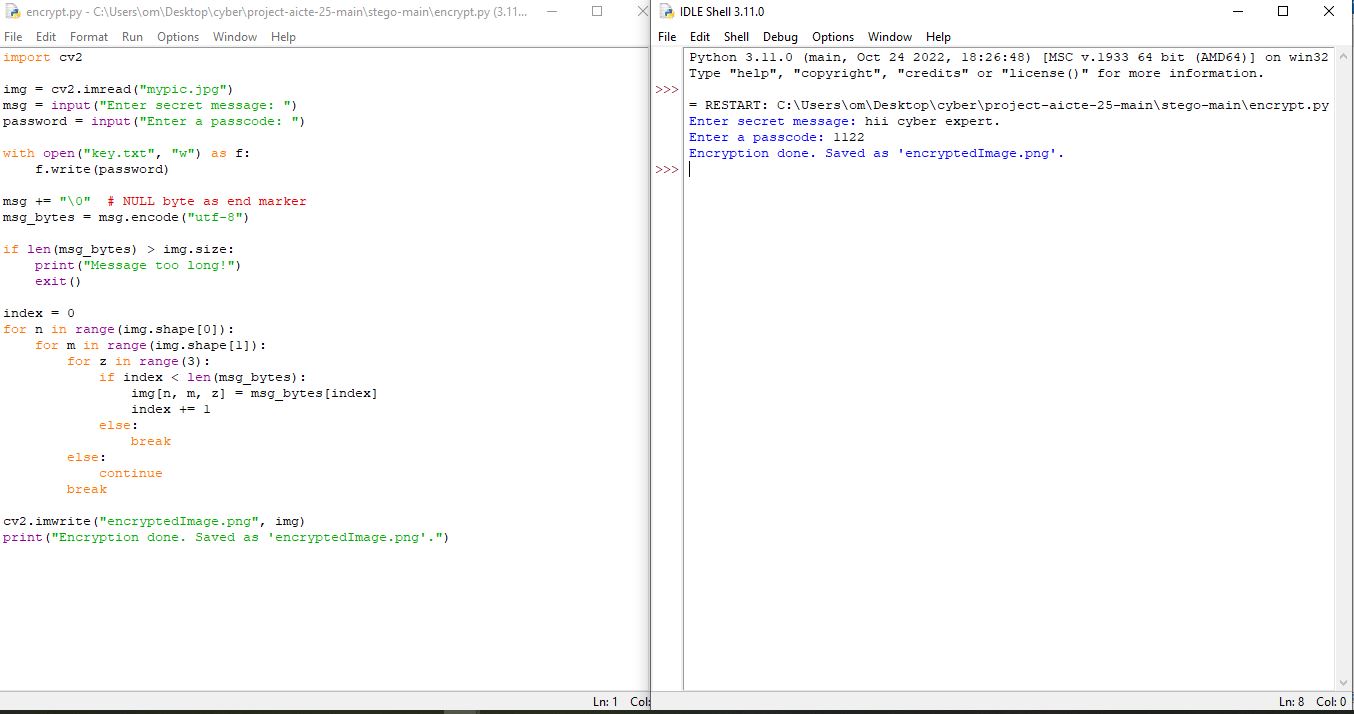 encrypt.py - C:\Users\om\Desktop\cyber\project-aicte-25-main\stego-main\encrypt.py (3.11...
File Edit Format Run Options Window Help
import cv2

img = cv2.imread("mypic.jpg")
msg = input("Enter secret message: ")
password = input("Enter a passcode: ")

with open("key.txt", "w") as f:
    f.write(password)

msg += "\0"  # NULL byte as end marker
msg_bytes = msg.encode("utf-8")

if len(msg_bytes) > img.size:
    print("Message too long!")
    exit()

index = 0
for n in range(img.shape[0]):
    for m in range(img.shape[1]):
        for z in range(3):
            if index < len(msg_bytes):
                img[n, m, z] = msg_bytes[index]
                index += 1
            else:
                break
        else:
            continue
        break

cv2.imwrite("encryptedImage.png", img)
print("Encryption done. Saved as 'encryptedImage.png'.")
Ln: 1 Col:
IDLE Shell 3.11.0
File Edit Shell Debug Options Window Help
Python 3.11.0 (main, Oct 24 2022, 18:26:48) [MSC v.1933 64 bit (AMD64)] on win32
Type "help", "copyright", "credits" or "license()" for more information.
>>>
= RESTART: C:\Users\om\Desktop\cyber\project-aicte-25-main\stego-main\encrypt.py
Enter secret message: hii cyber expert.
Enter a passcode: 1122
Encryption done. Saved as 'encryptedImage.png'.
>>>
Ln: 8 Col: 0